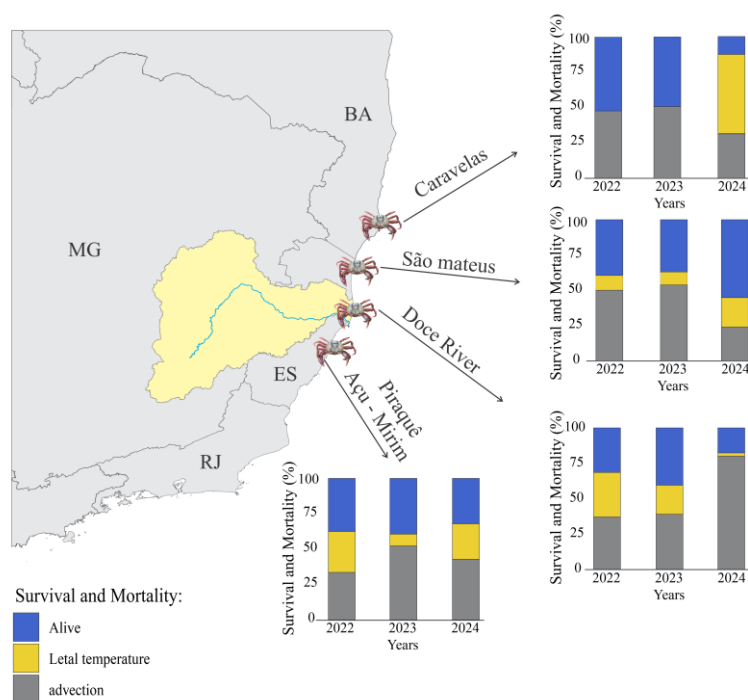 BA
MG
ES
RJ
Caravelas
São mateus
Doce River
Piraquê
Açu - Mirim
Survival and Mortality (%)
100
75
50
25
0
2022 2023 2024
Years
Survival and Mortality (%)
100
75
50
25
0
2022 2023 2024
Years
Survival and Mortality (%)
100
75
50
25
0
2022 2023 2024
Years
Survival and Mortality (%)
100
75
50
25
0
2022 2023 2024
Years
Survival and Mortality:
Alive
Letal temperature
advection